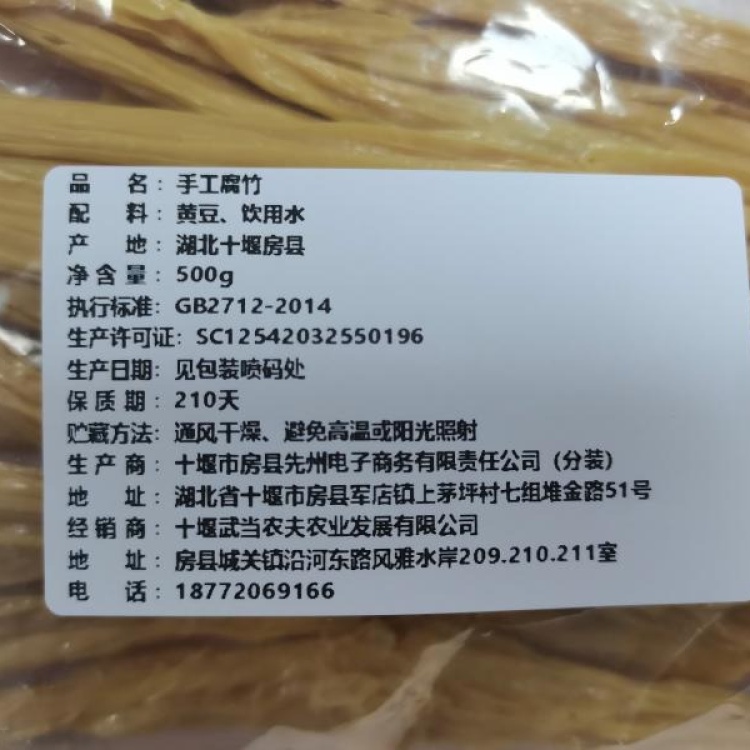 品名：手工腐竹
配料：黄豆、饮用水
产地：湖北十堰房县
净含量：500g
执行标准：GB2712-2014
生产许可证：SC12542032550196
生产日期：见包装喷码处
保质期：210天
贮藏方法：通风干燥、避免高温或阳光照射
生产商：十堰市房县先州电子商务有限责任公司（分装）
地址：湖北省十堰市房县军店镇上茅坪村七组堆金路51号
经销商：十堰武当农夫农业发展有限公司
地址：房县城关镇沿河东路风雅水岸209.210.211室
电话：18772069166